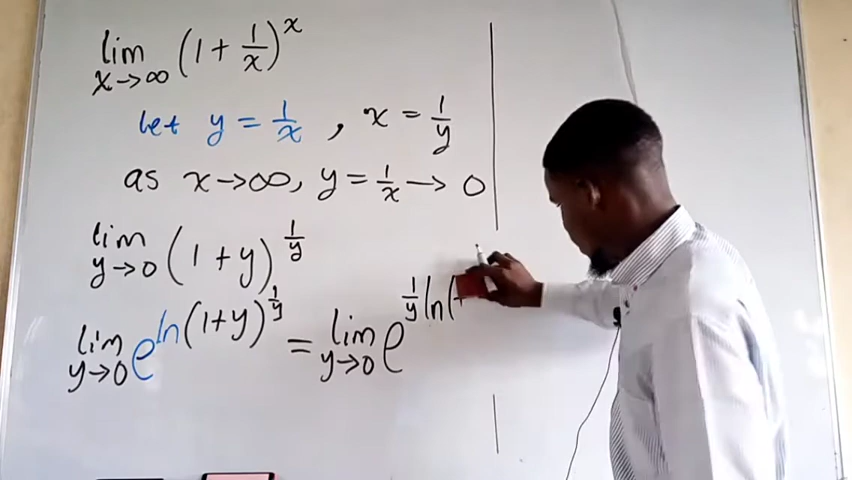 lim x→∞ (1 + 1/x)^x
let y = 1/x , x = 1/y
as x→∞, y = 1/x → 0
lim y→0 (1 + y)^(1/y)
lim y→0 e^(ln(1+y)^(1/y)) = lim y→0 e^(1/y ln(